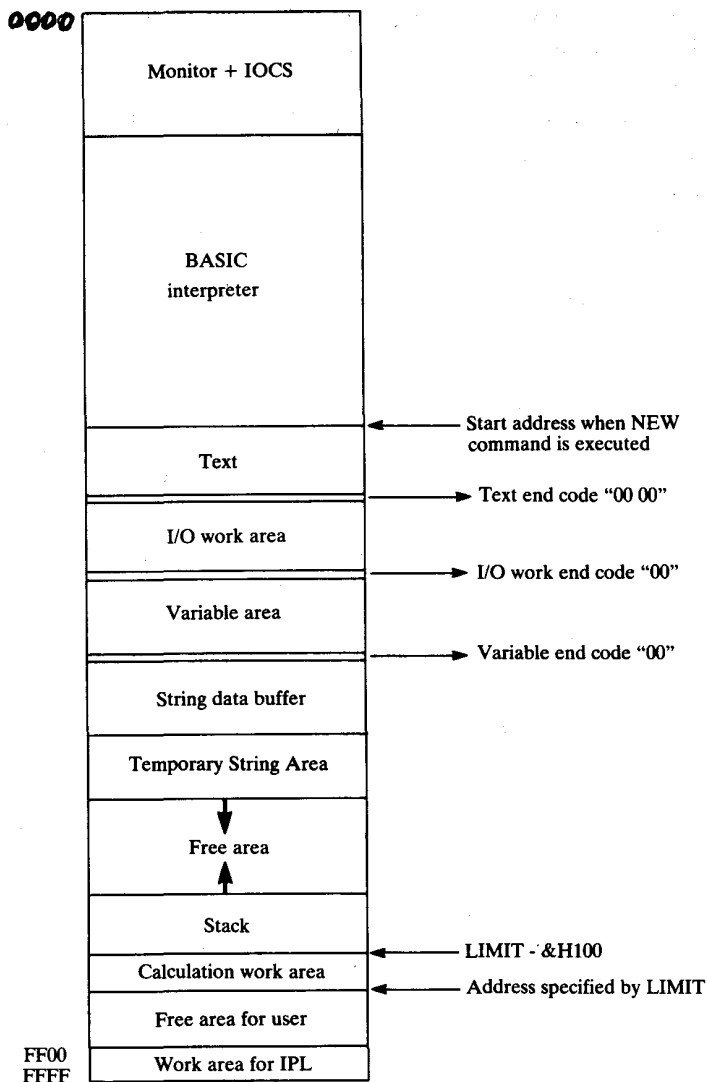 0000
Monitor + IOCS
BASIC
interpreter
Start address when NEW
command is executed
Text
Text end code “00 00”
I/O work area
I/O work end code “00”
Variable area
Variable end code “00”
String data buffer
Temporary String Area
Free area
Stack
LIMIT - &H100
Calculation work area
Address specified by LIMIT
Free area for user
FF00
FFFF
Work area for IPL